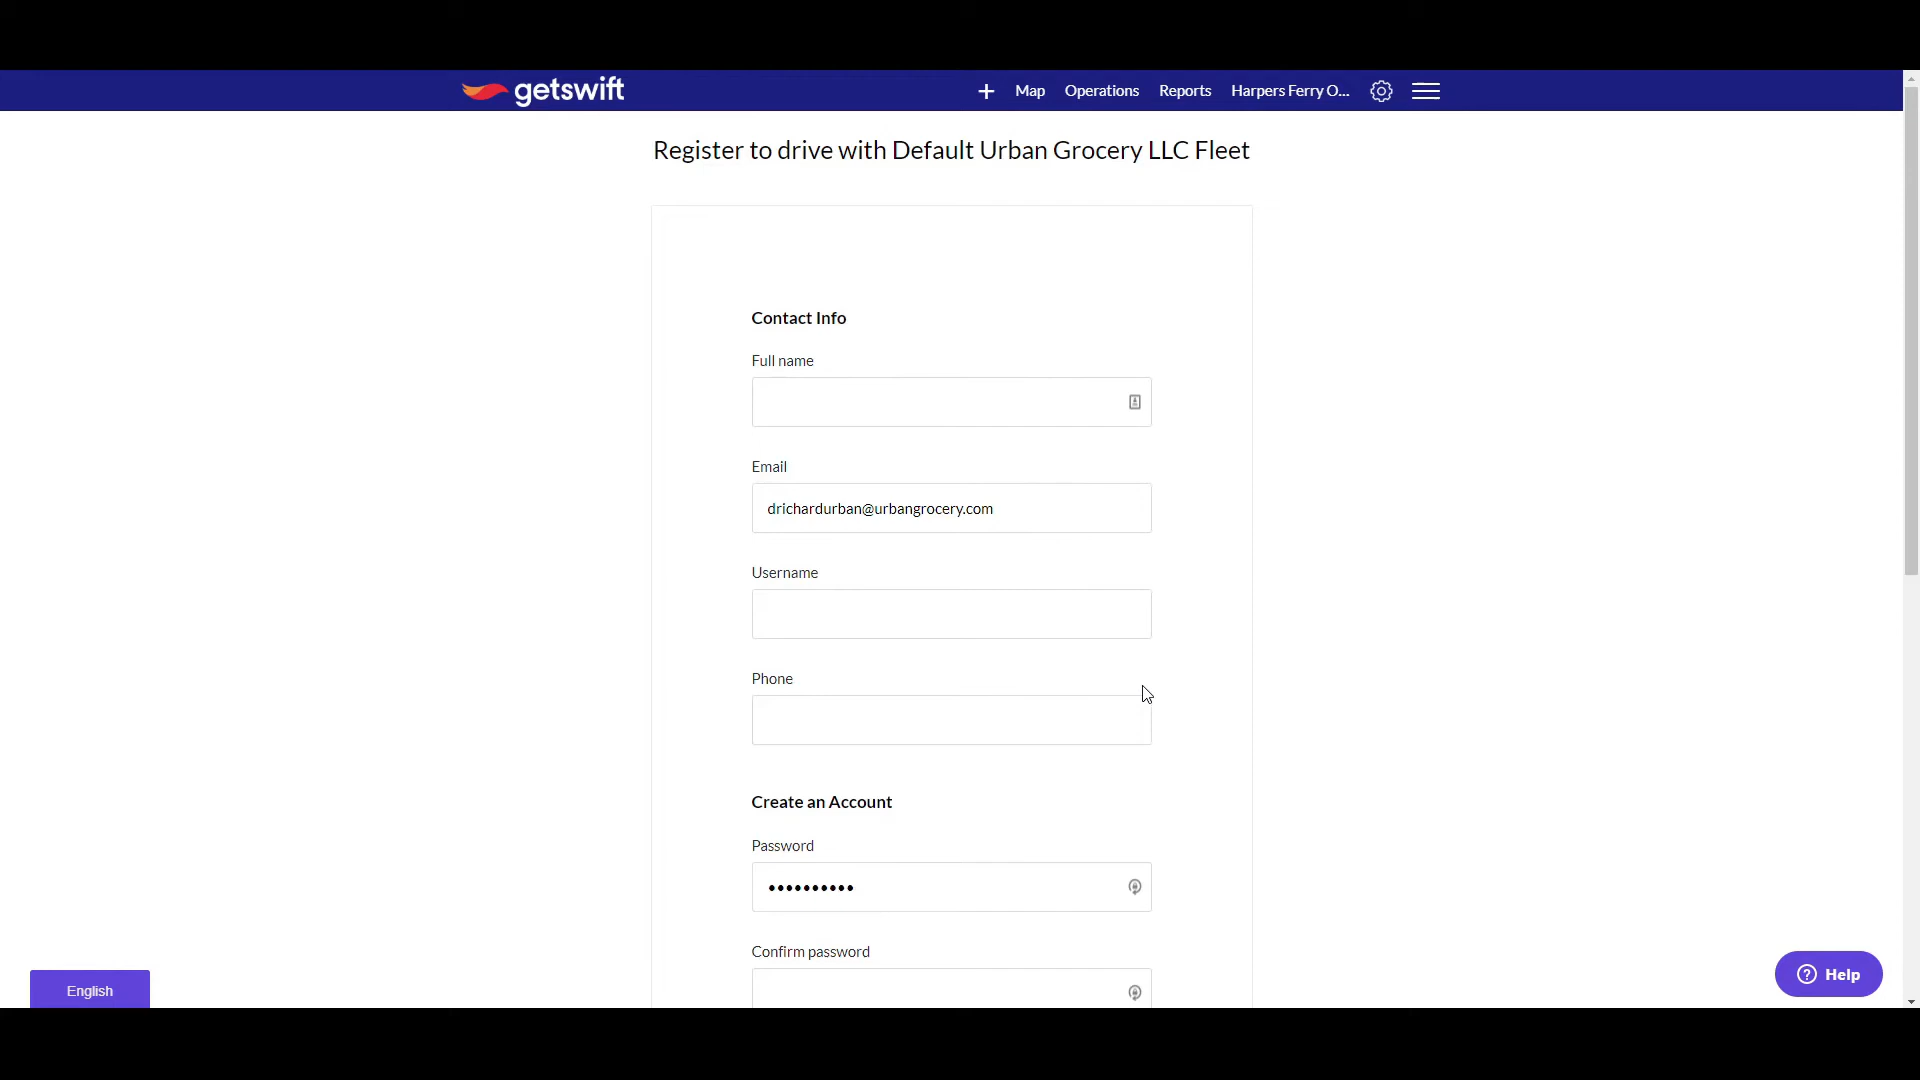 getswift
+ Map Operations Reports Harpers Ferry O...
Register to drive with Default Urban Grocery LLC Fleet
Contact Info
Full name
Email
drichardurban@urbangrocery.com
Username
Phone
Create an Account
Password
••••••••••
Confirm password
English
? Help